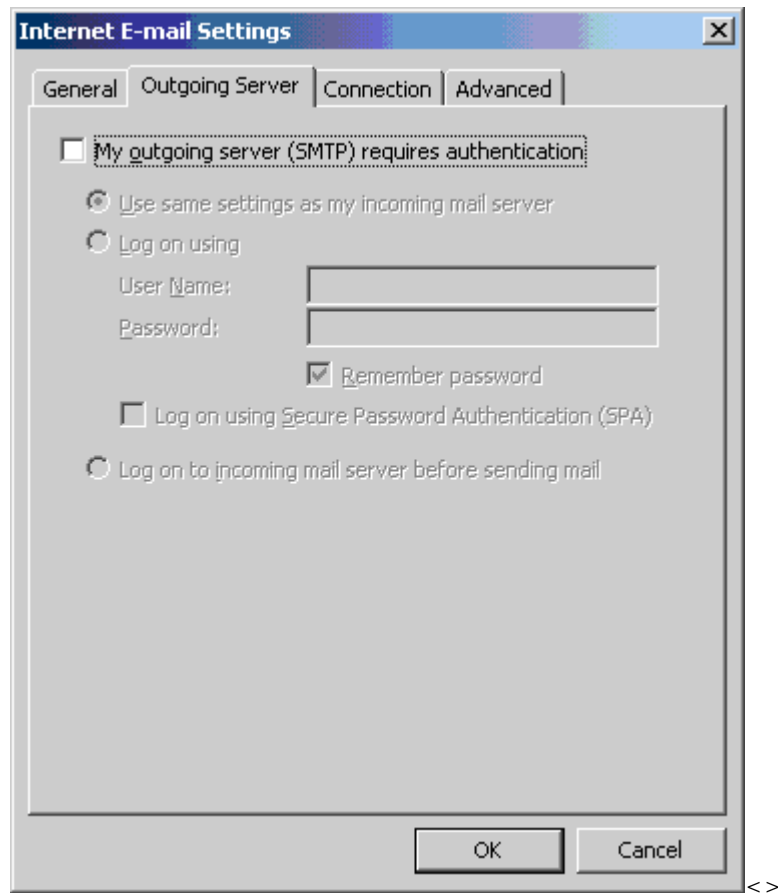 Internet E-mail Settings
General Outgoing Server Connection Advanced
My outgoing server (SMTP) requires authentication
Use same settings as my incoming mail server
Log on using
User Name:
Password:
Remember password
Log on using Secure Password Authentication (SPA)
Log on to incoming mail server before sending mail
OK Cancel
< >